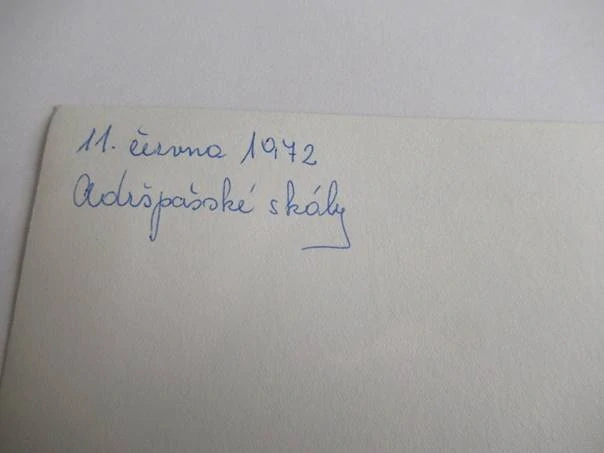 11. června 1972
Adršpašské skály